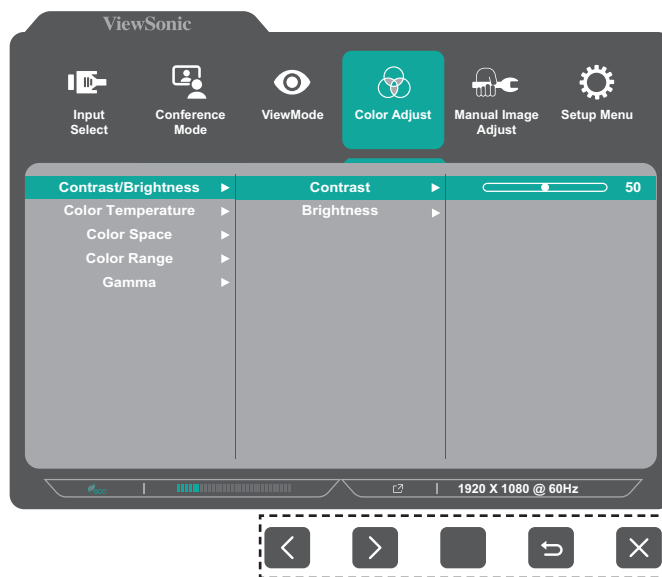 ViewSonic
Input
Select
Conference
Mode
ViewMode
Color Adjust
Manual Image
Adjust
Setup Menu
Contrast/Brightness
Contrast
50
Color Temperature
Brightness
Color Space
Color Range
Gamma
eco
1920 X 1080 @ 60Hz